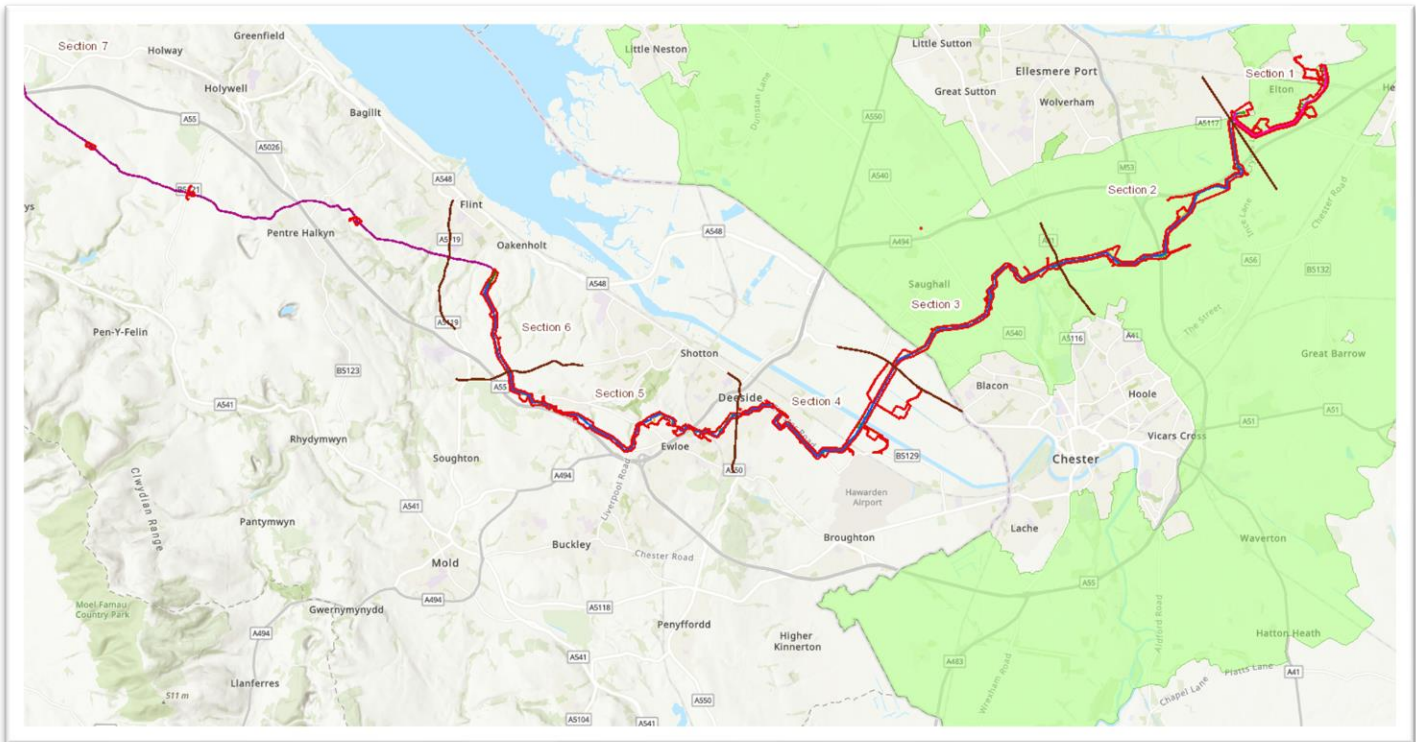 Section 7
Holway
Greenfield
Holywell
Bagillt
A55
A5026
A548
Flint
A5119
Oakenholt
Pentre Halkyn
Pen-Y-Felin
A5119
B5123
A541
Rhydymwyn
Clwydian Range
Soughton
A541
Pantymwyn
Mold
Moel Famau
Country Park
Gwernymynydd
A494
A494
Llanferres
511 m
A548
A548
Section 6
Shotton
A55
Section 5
Deeside
Section 4
Ewloe
A494
Liverpool Road
A550
B5129
Hawarden
Airport
Buckley
Chester Road
Broughton
A5118
Penyffordd
Higher
Kinnerton
A541
A550
A5104
A541
Little Neston
Dunstan Lane
A550
A540
Little Sutton
Great Sutton
Ellesmere Port
Wolverham
Section 1
Elton
He
A5117
M53
Section 2
Ince Lane
Chester Road
A56
B5132
A494
A41
Saughall
Section 3
A540
A5116
A41
The Street
Great Barrow
Blacon
Hoole
A51
A51
Vicars Cross
Chester
Lache
Waverton
A55
Aldford Road
A483
Wrexham Road
Hatton Heath
Platts Lane
Chapel Lane
A41